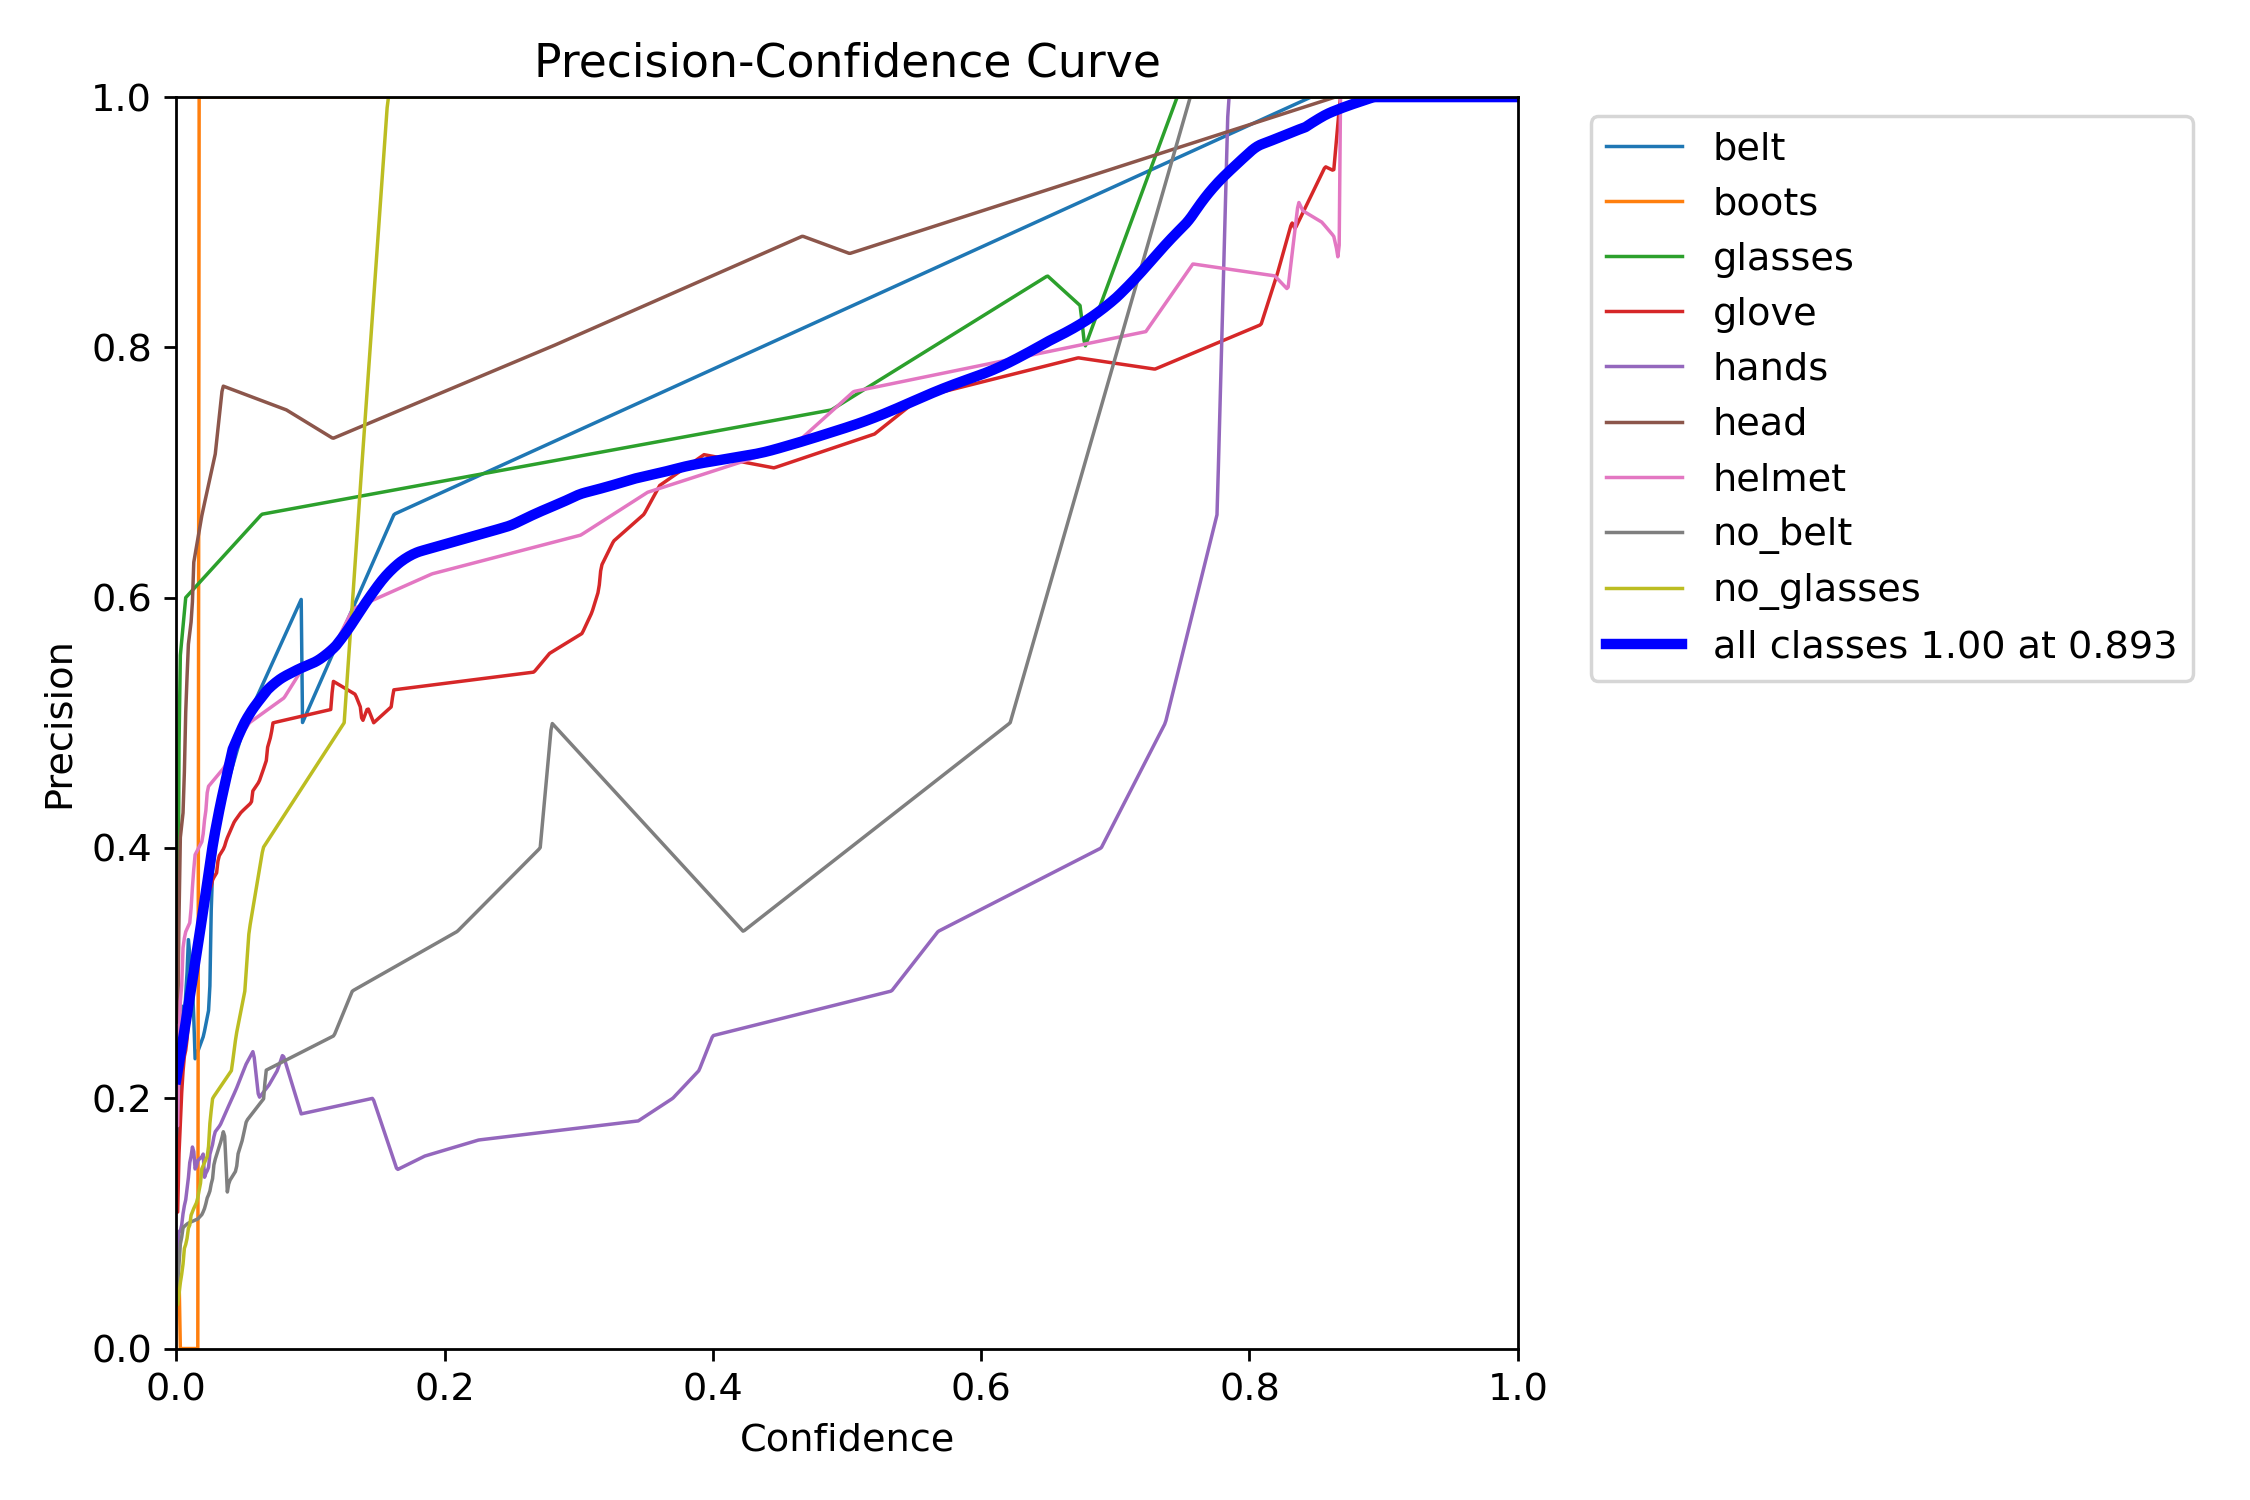 Precision-Confidence Curve
1.0
0.8
0.6
0.4
0.2
0.0
Precision
0.0 0.2 0.4 0.6 0.8 1.0
Confidence
belt
boots
glasses
glove
hands
head
helmet
no_belt
no_glasses
all classes 1.00 at 0.893